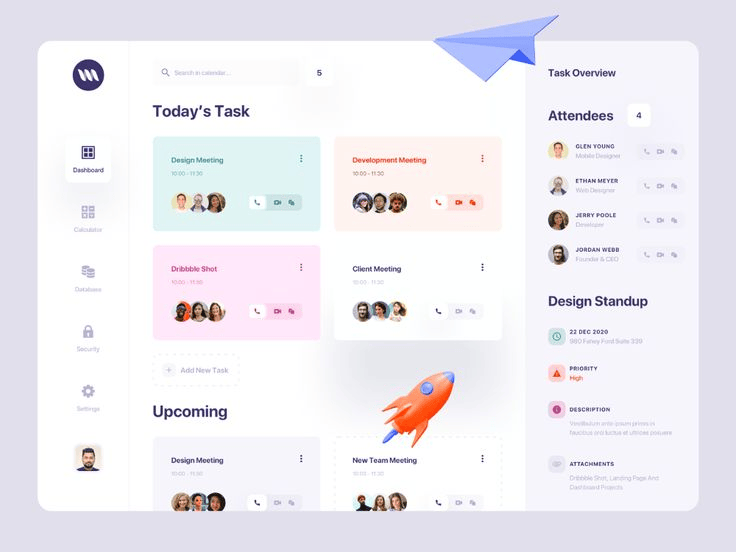 Search in calendar...
5
Today's Task
Design Meeting
10:00 - 11:30
Development Meeting
10:00 - 11:30
Dribbble Shot
10:00 - 11:30
Client Meeting
10:00 - 11:30
Add New Task
Upcoming
Design Meeting
10:00 - 11:30
New Team Meeting
10:00 - 11:30
Dashboard
Calculator
Database
Security
Settings
Task Overview
Attendees
4
GLEN YOUNG
Mobile Designer
ETHAN MEYER
Web Designer
JERRY POOLE
Developer
JORDAN WEBB
Founder & CEO
Design Standup
22 DEC 2020
980 Fahey Ford Suite 339
PRIORITY
High
DESCRIPTION
Vestibulum ante ipsum primis in
faucibus orci luctus et ultrices posuere
ATTACHMENTS
Dribbble Shot, Landing Page And
Dashboard Projects